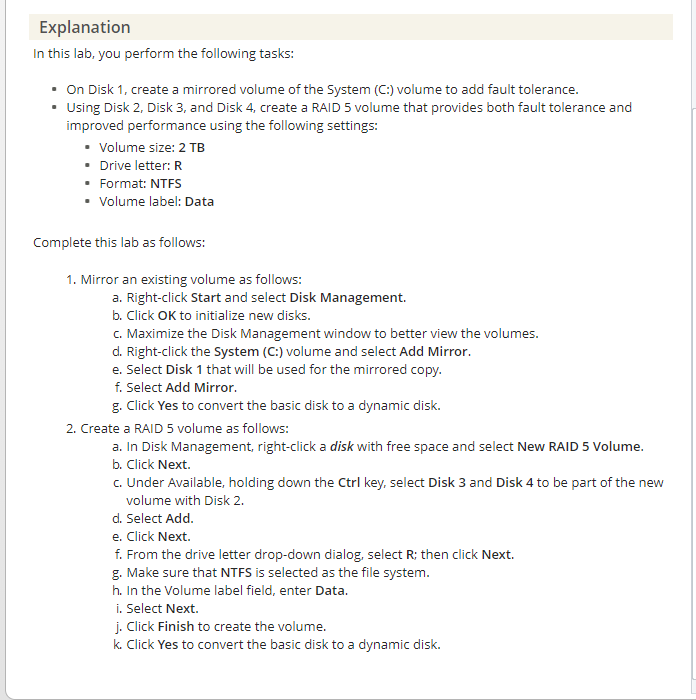 Explanation
In this lab, you perform the following tasks:
• On Disk 1, create a mirrored volume of the System (C:) volume to add fault tolerance.
• Using Disk 2, Disk 3, and Disk 4, create a RAID 5 volume that provides both fault tolerance and
improved performance using the following settings:
▪ Volume size: 2 TB
▪ Drive letter: R
▪ Format: NTFS
▪ Volume label: Data
Complete this lab as follows:
1. Mirror an existing volume as follows:
a. Right-click Start and select Disk Management.
b. Click OK to initialize new disks.
c. Maximize the Disk Management window to better view the volumes.
d. Right-click the System (C:) volume and select Add Mirror.
e. Select Disk 1 that will be used for the mirrored copy.
f. Select Add Mirror.
g. Click Yes to convert the basic disk to a dynamic disk.
2. Create a RAID 5 volume as follows:
a. In Disk Management, right-click a disk with free space and select New RAID 5 Volume.
b. Click Next.
c. Under Available, holding down the Ctrl key, select Disk 3 and Disk 4 to be part of the new
volume with Disk 2.
d. Select Add.
e. Click Next.
f. From the drive letter drop-down dialog, select R; then click Next.
g. Make sure that NTFS is selected as the file system.
h. In the Volume label field, enter Data.
i. Select Next.
j. Click Finish to create the volume.
k. Click Yes to convert the basic disk to a dynamic disk.